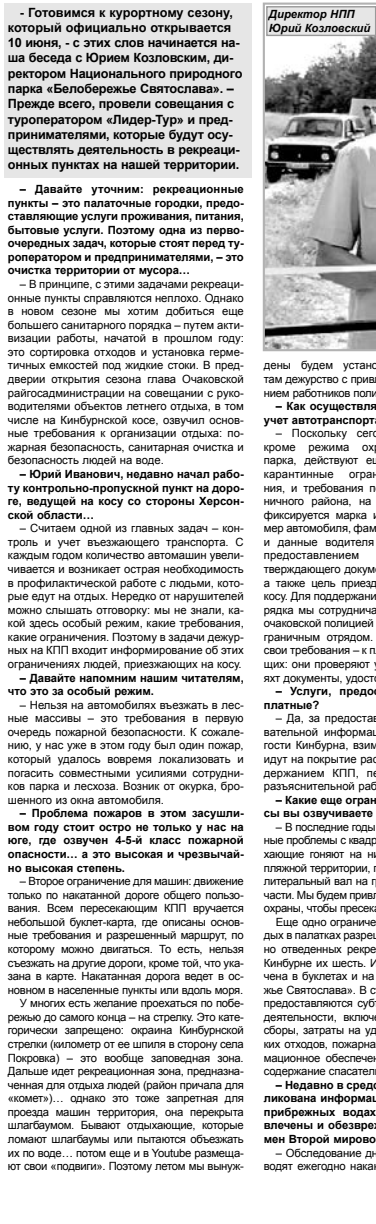 - Готовимся к курортному сезону,
который официально открывается
10 июня, - с этих слов начинается на-
ша беседа с Юрием Козловским, ди-
ректором Национального природного
парка «Белобережье Святослава». –
Прежде всего, провели совещания с
туроператором «Лидер-Тур» и пред-
принимателями, которые будут осу-
ществлять деятельность в рекреаци-
онных пунктах на нашей территории.
– Давайте уточним: рекреационные
пункты – это палаточные городки, предо-
ставляющие услуги проживания, питания,
бытовые услуги. Поэтому одна из перво-
очередных задач, которые стоят перед ту-
роператором и предпринимателями, – это
очистка территории от мусора…
– В принципе, с этими задачами рекреаци-
онные пункты справляются неплохо. Однако
в новом сезоне мы хотим добиться еще
большего санитарного порядка – путем акти-
визации работы, начатой в прошлом году:
это сортировка отходов и установка герме-
тичных емкостей под жидкие стоки. В пред-
дверии открытия сезона глава Очаковской
райгосадминистрации на совещании с руко-
водителями объектов летнего отдыха, в том
числе на Кинбурнской косе, озвучил основ-
ные требования к организации отдыха: по-
жарная безопасность, санитарная очистка и
безопасность людей на воде.
– Юрий Иванович, недавно начал рабо-
ту контрольно-пропускной пункт на доро-
ге, ведущей на косу со стороны Херсон-
ской области…
– Считаем одной из главных задач – кон-
троль и учет въезжающего транспорта. С
каждым годом количество автомашин увели-
чивается и возникает острая необходимость
в профилактической работе с людьми, кото-
рые едут на отдых. Нередко от нарушителей
можно слышать отговорку: мы не знали, ка-
кой здесь особый режим, какие требования,
какие ограничения. Поэтому в задачи дежур-
ных на КПП входит информирование об этих
ограничениях людей, приезжающих на косу.
– Давайте напомним нашим читателям,
что это за особый режим.
– Нельзя на автомобилях въезжать в лес-
ные массивы – это требования в первую
очередь пожарной безопасности. К сожале-
нию, у нас уже в этом году был один пожар,
который удалось вовремя локализовать и
погасить совместными усилиями сотрудни-
ков парка и лесхоза. Возник от окурка, бро-
шенного из окна автомобиля.
– Проблема пожаров в этом засушли-
вом году стоит остро не только у нас на
юге, где озвучен 4-5-й класс пожарной
опасности… а это высокая и чрезвычай-
но высокая степень.
– Второе ограничение для машин: движение
только по накатанной дороге общего пользо-
вания. Всем пересекающим КПП вручается
небольшой буклет-карта, где описаны основ-
ные требования и разрешенный маршрут, по
которому можно двигаться. То есть, нельзя
съезжать на другие дороги, кроме той, что ука-
зана в карте. Накатанная дорога ведет в ос-
новном в населенные пункты или вдоль моря.
У многих есть желание проехаться по побе-
режью до самого конца – на стрелку. Это кате-
горически запрещено: окраина Кинбурнской
стрелки (километр от ее шпиля в сторону села
Покровка) – это вообще заповедная зона.
Дальше идет рекреационная зона, предназна-
ченная для отдыха людей (район причала для
«комет»)… однако это тоже запретная для
проезда машин территория, она перекрыта
шлагбаумом. Бывают отдыхающие, которые
ломают шлагбаумы или пытаются объезжать
их по воде… потом еще и в Youtube размеща-
ют свои «подвиги». Поэтому летом мы вынуж-
Директор НПП
Юрий Козловский
дены будем устано
там дежурство с привл
нием работников поли
– Как осуществля
учет автотранспорт
– Поскольку сег
кроме режима ох
парка, действуют е
карантинные огран
ния, и требования п
ничного района, на
фиксируется марка и
мер автомобиля, фам
и данные водителя
предоставлением
тверждающего докум
а также цель приезд
косу. Для поддержани
рядка мы сотруднича
очаковской полицией
граничным отрядом.
свои требования – к п
щих: они проверяют у
яхт документы, удост
– Услуги, предос
платные?
– Да, за предостав
вательной информац
гости Кинбурна, взим
идут на покрытие рас
держанием КПП, пе
разъяснительной раб
– Какие еще огран
сы вы озвучиваете
– В последние годы
ные проблемы с квадр
хающие гоняют на ни
пляжной территории, п
литеральный вал на г
части. Мы будем привл
охраны, чтобы пресека
Еще одно ограниче
дых в палатках разреш
но отведенных рекре
Кинбурне их шесть. И
чена в буклетах и на
жье Святослава». В с
предоставляются субъ
деятельности, включе
сборы, затраты на уд
ких отходов, пожарна
мационное обеспечен
содержание спасател
– Недавно в средс
ликована информац
прибрежных водах
влечены и обезвреж
мен Второй мирово
– Обследование дн
водят ежегодно накан